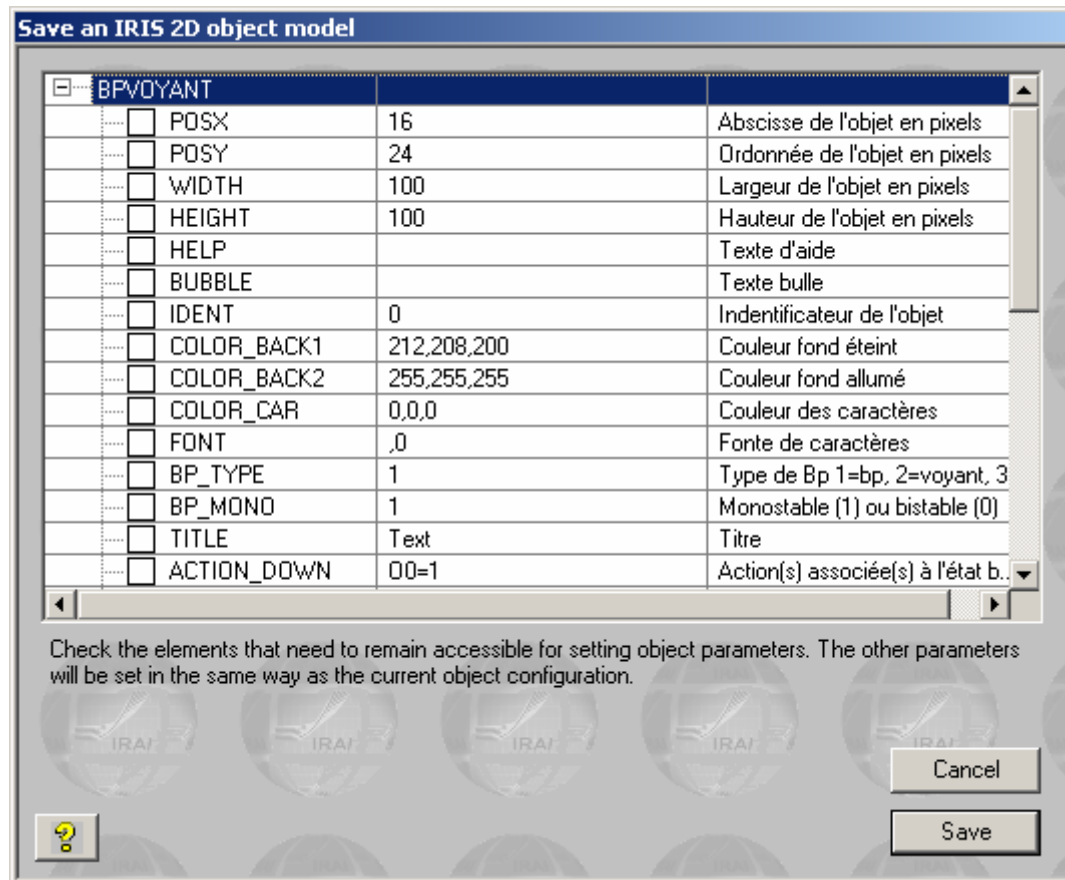 Save an IRIS 2D object model
BPVOYANT
POSX 16 Abscisse de l'objet en pixels
POSY 24 Ordonnée de l'objet en pixels
WIDTH 100 Largeur de l'objet en pixels
HEIGHT 100 Hauteur de l'objet en pixels
HELP Texte d'aide
BUBBLE Texte bulle
IDENT 0 Indentificateur de l'objet
COLOR_BACK1 212,208,200 Couleur fond éteint
COLOR_BACK2 255,255,255 Couleur fond allumé
COLOR_CAR 0,0,0 Couleur des caractères
FONT ,0 Fonte de caractères
BP_TYPE 1 Type de Bp 1=bp, 2=voyant, 3
BP_MONO 1 Monostable (1) ou bistable (0)
TITLE Text Titre
ACTION_DOWN O0=1 Action(s) associée(s) à l'état b...
Check the elements that need to remain accessible for setting object parameters. The other parameters
will be set in the same way as the current object configuration.
IRAI IRAI IRAI IRAI IRAI
Cancel
Save